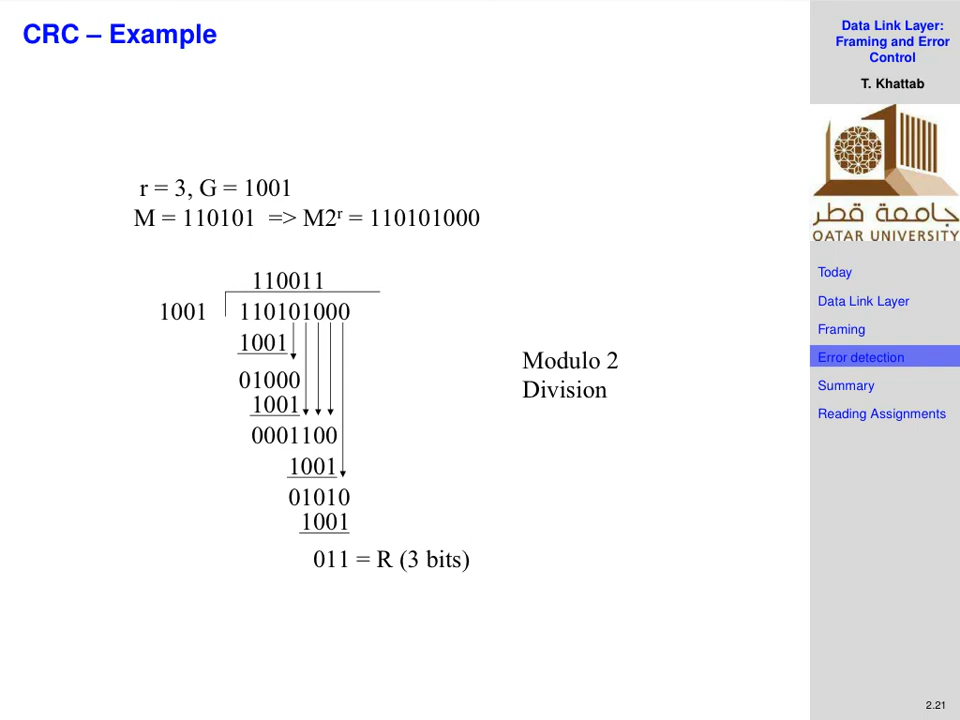 CRC – Example
r = 3, G = 1001
M = 110101 => M2ʳ = 110101000
110011
1001 110101000
1001
01000
1001
0001100
1001
01010
1001
011 = R (3 bits)
Modulo 2
Division
Data Link Layer:
Framing and Error
Control
T. Khattab
جامعة قطر
QATAR UNIVERSITY
Today
Data Link Layer
Framing
Error detection
Summary
Reading Assignments
2.21